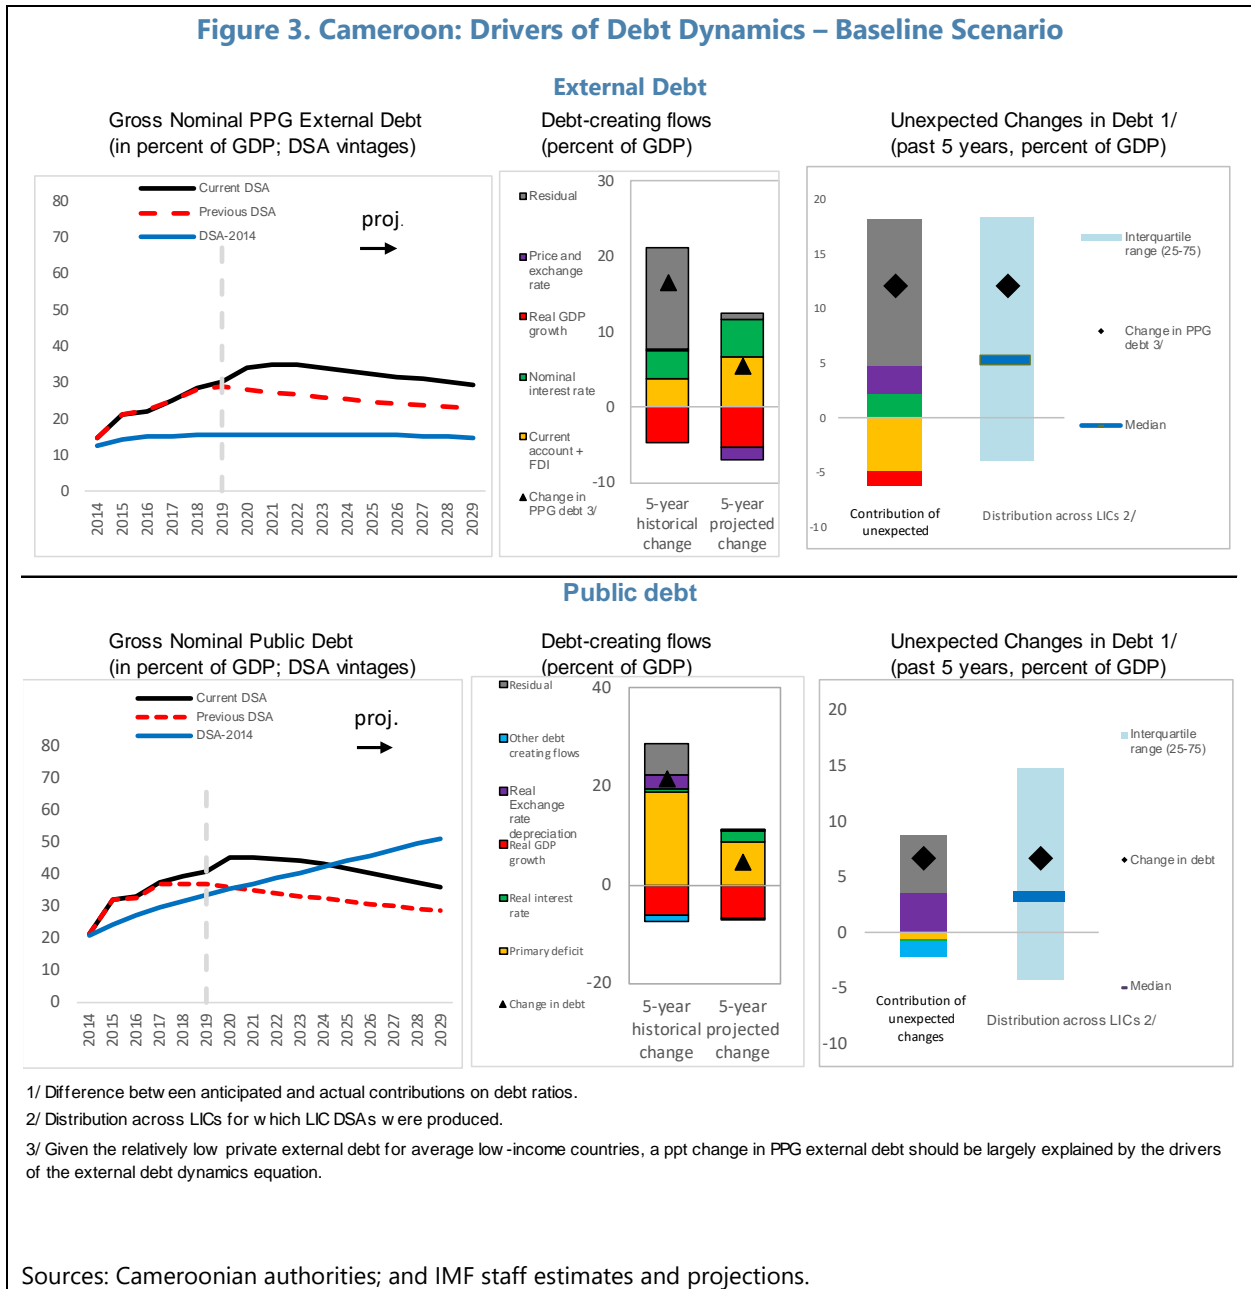 Figure 3. Cameroon: Drivers of Debt Dynamics – Baseline Scenario
External Debt
Gross Nominal PPG External Debt
(in percent of GDP; DSA vintages)
Current DSA
Previous DSA
DSA-2014
proj.
80
70
60
50
40
30
20
10
0
2014
2015
2016
2017
2018
2019
2020
2021
2022
2023
2024
2025
2026
2027
2028
2029
Debt-creating flows
(percent of GDP)
Residual
Price and
exchange
rate
Real GDP
growth
Nominal
interest rate
Current
account +
FDI
Change in
PPG debt 3/
30
20
10
0
-10
5-year
historical
change
5-year
projected
change
Unexpected Changes in Debt 1/
(past 5 years, percent of GDP)
20
15
10
5
0
-5
-10
Contribution of
unexpected
Distribution across LICs 2/
Interquartile
range (25-75)
Change in PPG
debt 3/
Median
Public debt
Gross Nominal Public Debt
(in percent of GDP; DSA vintages)
Current DSA
Previous DSA
DSA-2014
proj.
80
70
60
50
40
30
20
10
0
2014
2015
2016
2017
2018
2019
2020
2021
2022
2023
2024
2025
2026
2027
2028
2029
Debt-creating flows
(percent of GDP)
Residual
Other debt
creating flows
Real
Exchange
rate
depreciation
Real GDP
growth
Real interest
rate
Primary deficit
Change in debt
40
20
0
-20
5-year
historical
change
5-year
projected
change
Unexpected Changes in Debt 1/
(past 5 years, percent of GDP)
20
15
10
5
0
-5
-10
Contribution of
unexpected
changes
Distribution across LICs 2/
Interquartile
range (25-75)
Change in debt
Median
1/ Difference between anticipated and actual contributions on debt ratios.
2/ Distribution across LICs for which LIC DSAs were produced.
3/ Given the relatively low private external debt for average low-income countries, a ppt change in PPG external debt should be largely explained by the drivers
of the external debt dynamics equation.
Sources: Cameroonian authorities; and IMF staff estimates and projections.